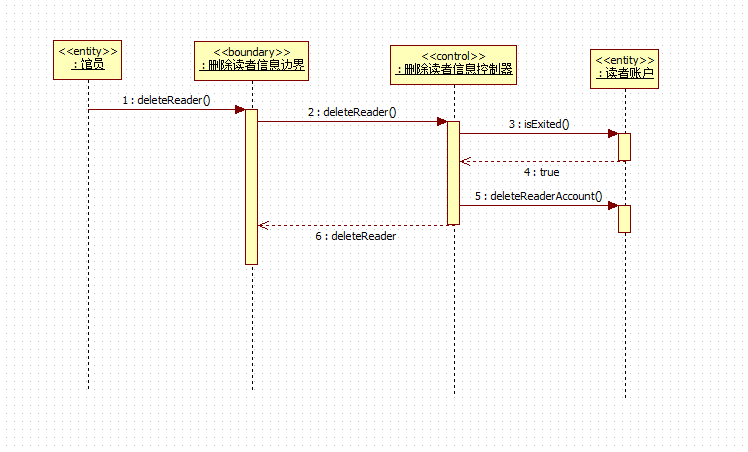 <<entity>>
: 馆员
<<boundary>>
: 删除读者信息边界
<<control>>
: 删除读者信息控制器
<<entity>>
: 读者账户
1 : deleteReader()
2 : deleteReader()
3 : isExited()
4 : true
5 : deleteReaderAccount()
6 : deleteReader